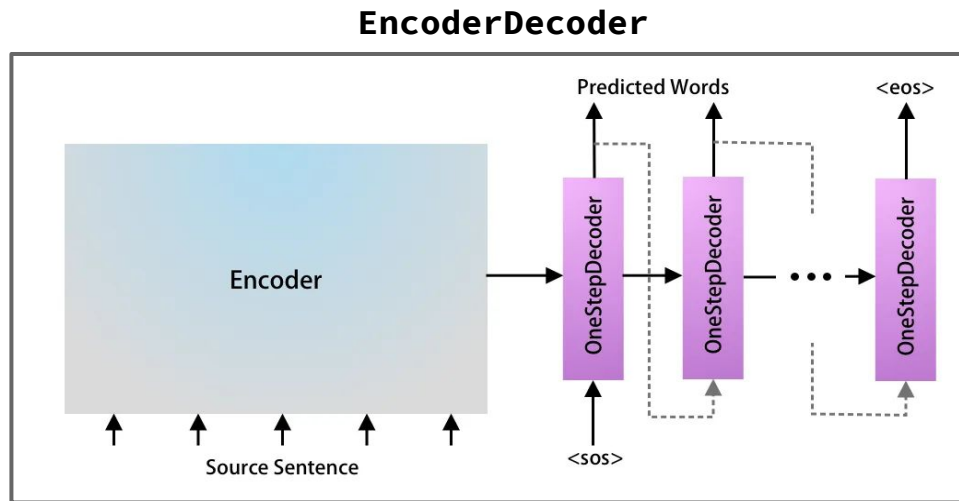 EncoderDecoder
Predicted Words
<eos>
Encoder
OneStepDecoder
OneStepDecoder
OneStepDecoder
Source Sentence
<sos>